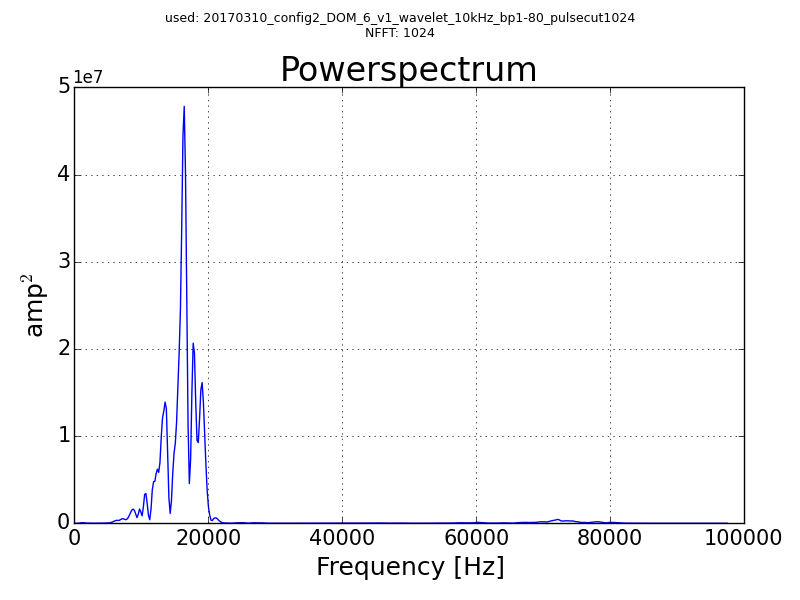 used: 20170310_config2_DOM_6_v1_wavelet_10kHz_bp1-80_pulsecut1024
NFFT: 1024
Powerspectrum
1e7
5
4
3
2
1
0
amp²
0 20000 40000 60000 80000 100000
Frequency [Hz]